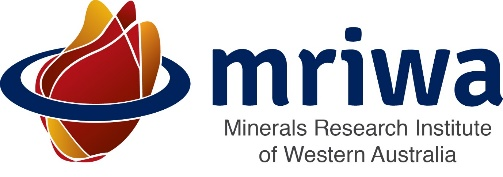 mriwa
Minerals Research Institute
of Western Australia